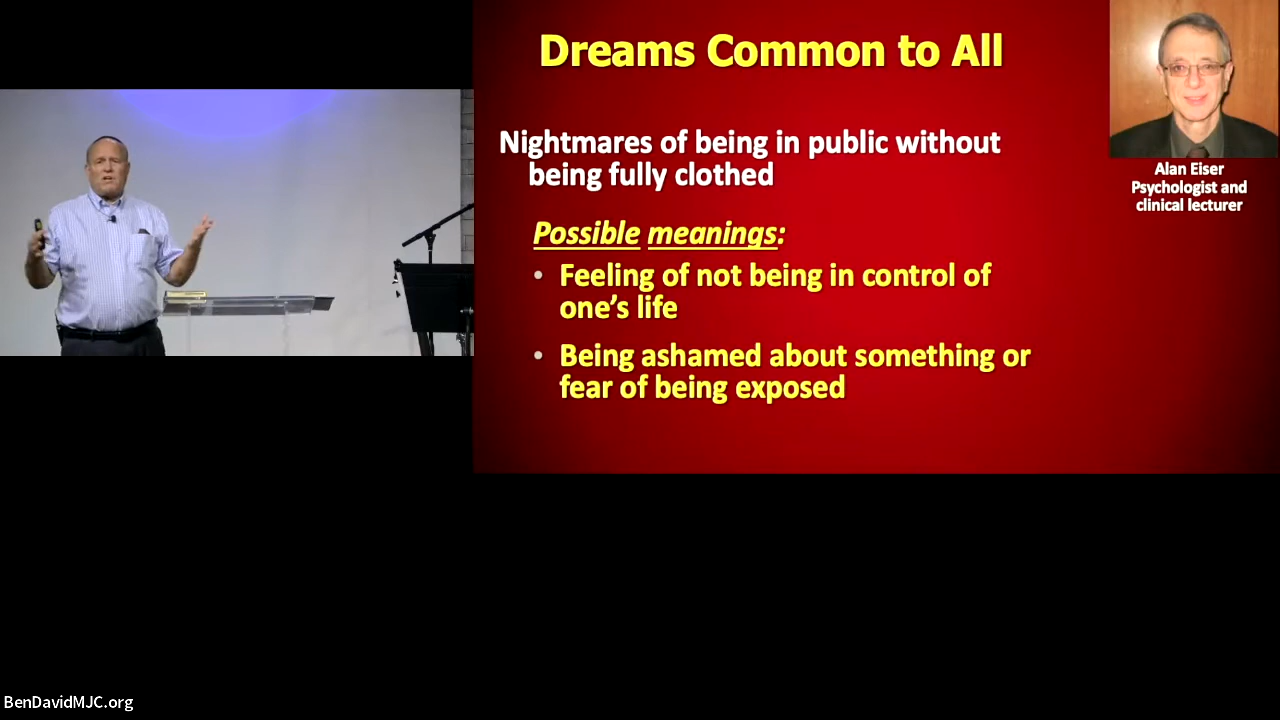 Dreams Common to All
Nightmares of being in public without
being fully clothed
Possible meanings:
• Feeling of not being in control of
one's life
• Being ashamed about something or
fear of being exposed
Alan Eiser
Psychologist and
clinical lecturer
BenDavidMJC.org